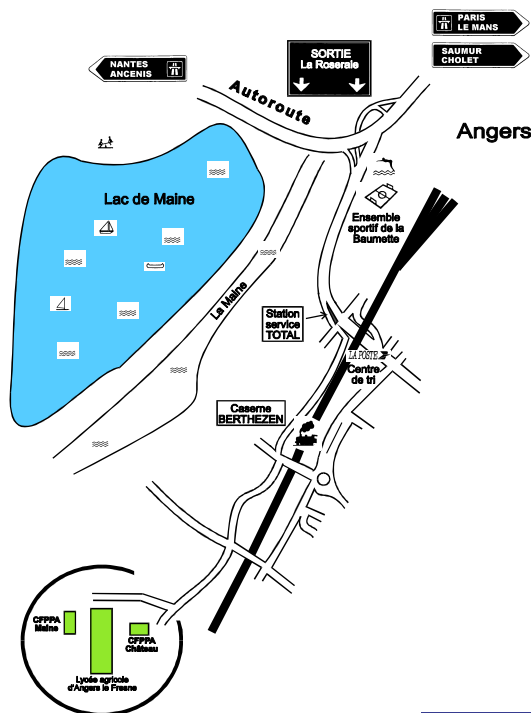 PARIS
LE MANS
SORTIE
La Roseraie
SAUMUR
CHOLET
NANTES
ANCENIS
Autoroute
Angers
Lac de Maine
Ensemble
sportif de la
Baumette
La Maine
Station
service
TOTAL
LA POSTE
Centre
de tri
Caserne
BERTHEZEN
CFPPA
Maine
CFPPA
Château
Lycée agricole
d'Angers le Fresne